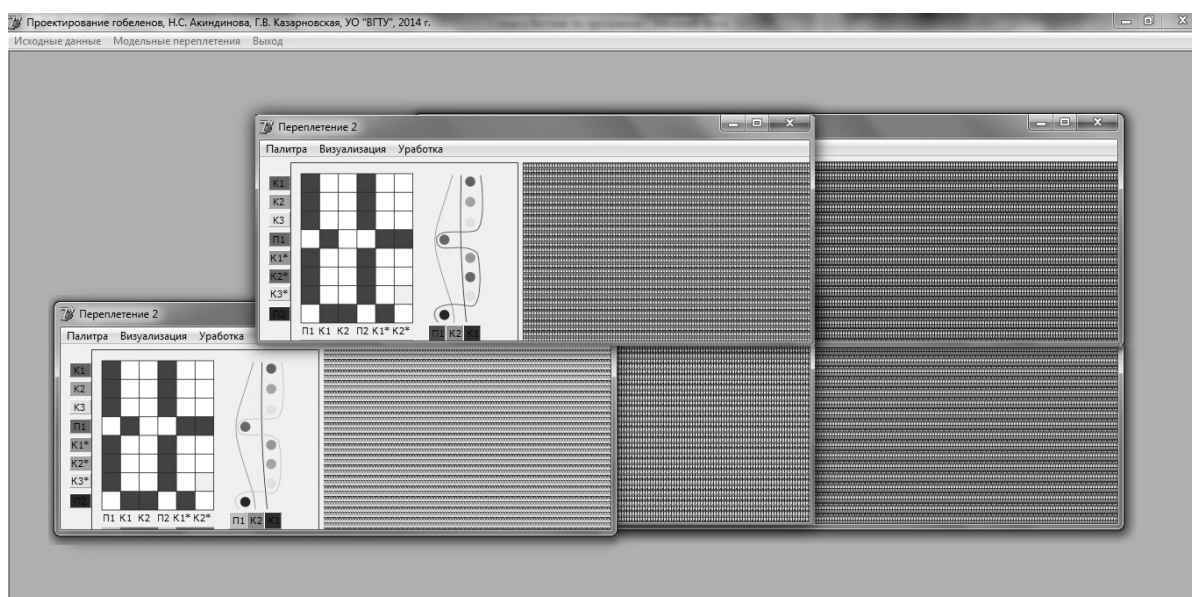 Проектирование гобеленов, Н.С. Акиндинова, Г.В. Казарновская, УО "ВГТУ", 2014 г.
Исходные данные Модельные переплетения Выход
Переплетение 2
Палитра Визуализация Уработка
К1
К2
К3
П1
К1*
К2*
К3*
П2
П1 К1 К2 П2 К1* К2*
П1 К2 К3
Переплетение 2
Палитра Визуализация Уработка
К1
К2
К3
П1
К1*
К2*
К3*
П2
П1 К1 К2 П2 К1* К2*
П1 К2 К1